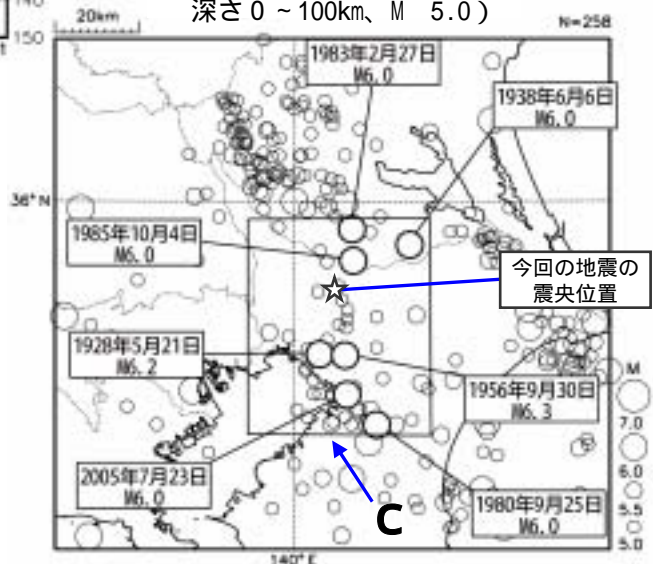 深さ0～100km、M 5.0)
20km
N=258
150
1983年2月27日
M6.0
1938年6月6日
M6.0
36°N
1985年10月4日
M6.0
今回の地震の
震央位置
1928年5月21日
M6.2
M
1956年9月30日
M6.3
7.0
6.0
2005年7月23日
M6.0
5.5
C
1980年9月25日
M6.0
5.0
140°E